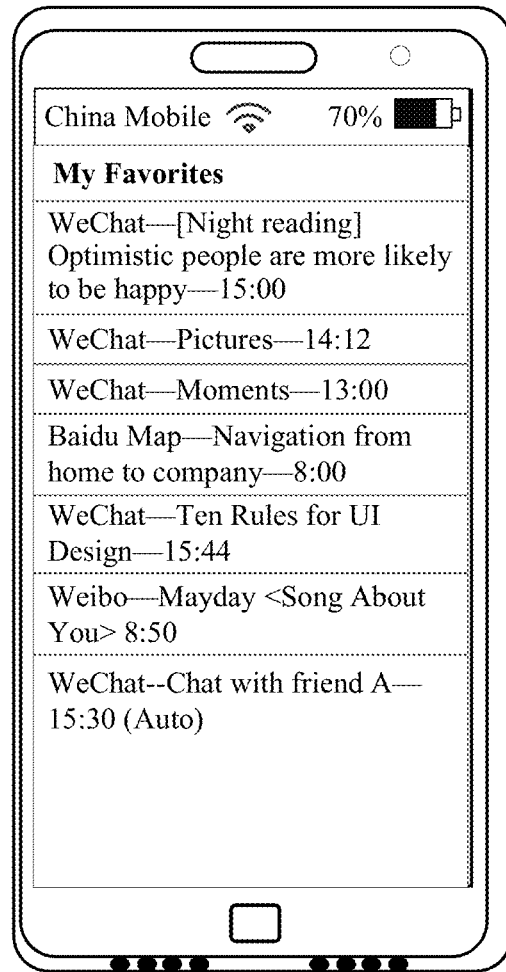 China Mobile 70%
My Favorites
WeChat—[Night reading]
Optimistic people are more likely
to be happy—15:00
WeChat—Pictures—14:12
WeChat—Moments—13:00
Baidu Map—Navigation from
home to company—8:00
WeChat—Ten Rules for UI
Design—15:44
Weibo—Mayday <Song About
You> 8:50
WeChat--Chat with friend A—
15:30 (Auto)